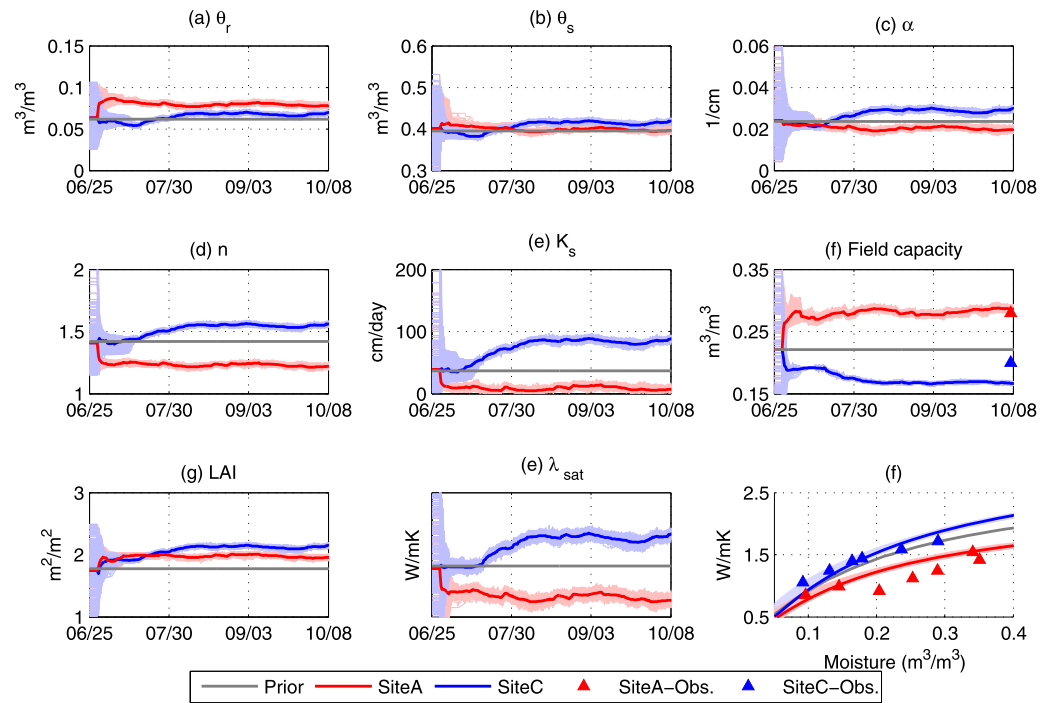 (a) θr
(b) θs
(c) α
0.15
0.1
0.05
0
m³/m³
06/25 07/30 09/03 10/08
0.6
0.5
0.4
0.3
m³/m³
06/25 07/30 09/03 10/08
0.06
0.04
0.02
0
1/cm
06/25 07/30 09/03 10/08
(d) n
(e) Ks
(f) Field capacity
2
1.5
1
06/25 07/30 09/03 10/08
200
100
0
cm/day
06/25 07/30 09/03 10/08
0.35
0.25
0.15
m³/m³
06/25 07/30 09/03 10/08
(g) LAI
(e) λsat
(f)
3
2
1
m²/m²
06/25 07/30 09/03 10/08
W/mK
06/25 07/30 09/03 10/08
2.5
1.5
0.5
W/mK
0.1 0.2 0.3 0.4
Moisture (m³/m³)
Prior SiteA SiteC SiteA−Obs. SiteC−Obs.